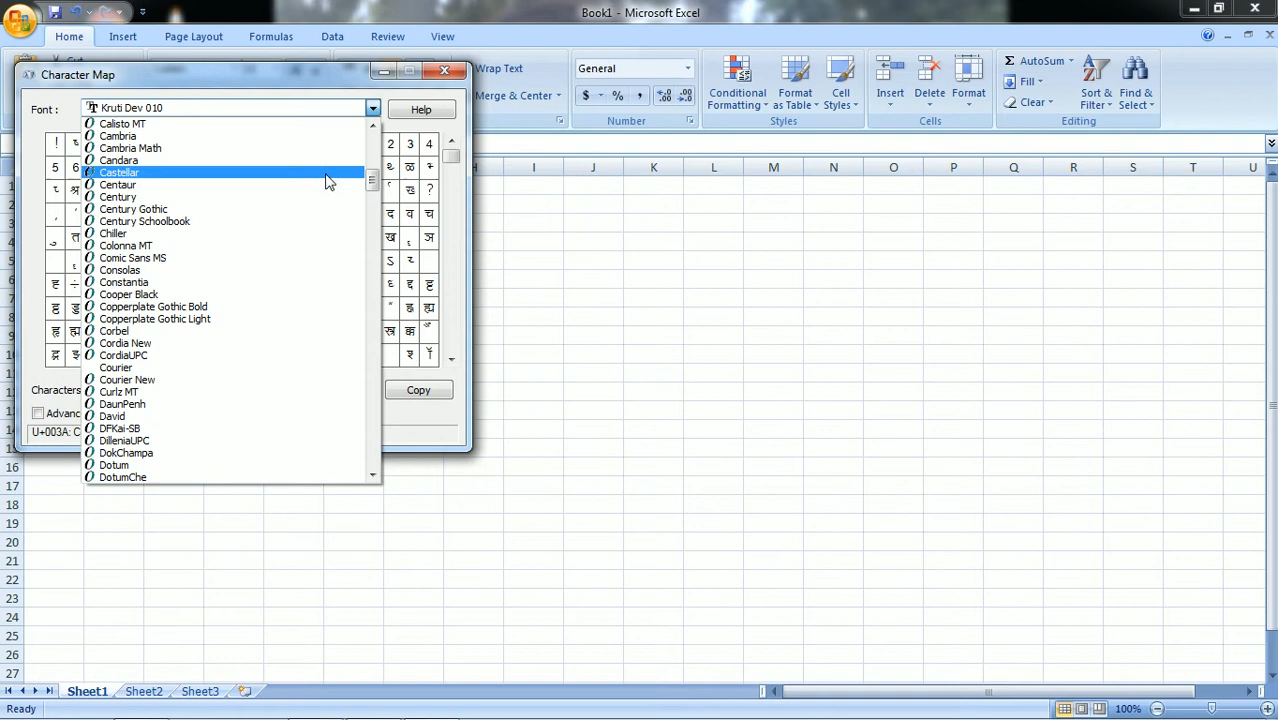 Book1 - Microsoft Excel
Home Insert Page Layout Formulas Data Review View
Character Map
Wrap Text
General
AutoSum
Font : Kruti Dev 010
Help
Merge & Center
$ % ,
Conditional Formatting
Format as Table
Cell Styles
Insert
Delete
Format
Fill
Clear
Sort & Filter
Find & Select
Number Styles Cells Editing
Calisto MT
Cambria
Cambria Math
Candara
Castellar
Centaur
Century
Century Gothic
Century Schoolbook
Chiller
Colonna MT
Comic Sans MS
Consolas
Constantia
Cooper Black
Copperplate Gothic Bold
Copperplate Gothic Light
Corbel
Cordia New
CordiaUPC
Courier
Courier New
Curlz MT
DaunPenh
David
DFKai-SB
DilleniaUPC
DokChampa
Dotum
DotumChe
Characters
Copy
Advanc
U+003A: C
H I J K L M N O P Q R S T U
16
17
18
19
20
21
22
23
24
25
26
27
Sheet1 Sheet2 Sheet3
Ready
100%